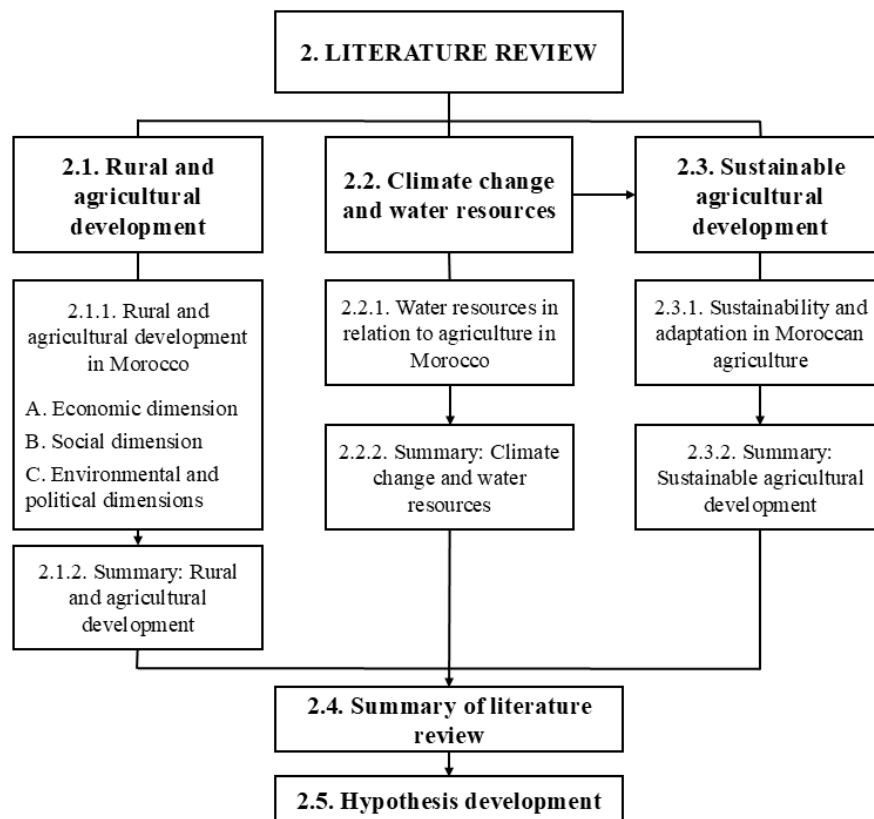 2. LITERATURE REVIEW
2.1. Rural and
agricultural
development
2.2. Climate change
and water resources
2.3. Sustainable
agricultural
development
2.1.1. Rural and
agricultural development
in Morocco
A. Economic dimension
B. Social dimension
C. Environmental and
political dimensions
2.2.1. Water resources in
relation to agriculture in
Morocco
2.3.1. Sustainability and
adaptation in Moroccan
agriculture
2.2.2. Summary: Climate
change and water
resources
2.3.2. Summary:
Sustainable agricultural
development
2.1.2. Summary: Rural
and agricultural
development
2.4. Summary of literature
review
2.5. Hypothesis development